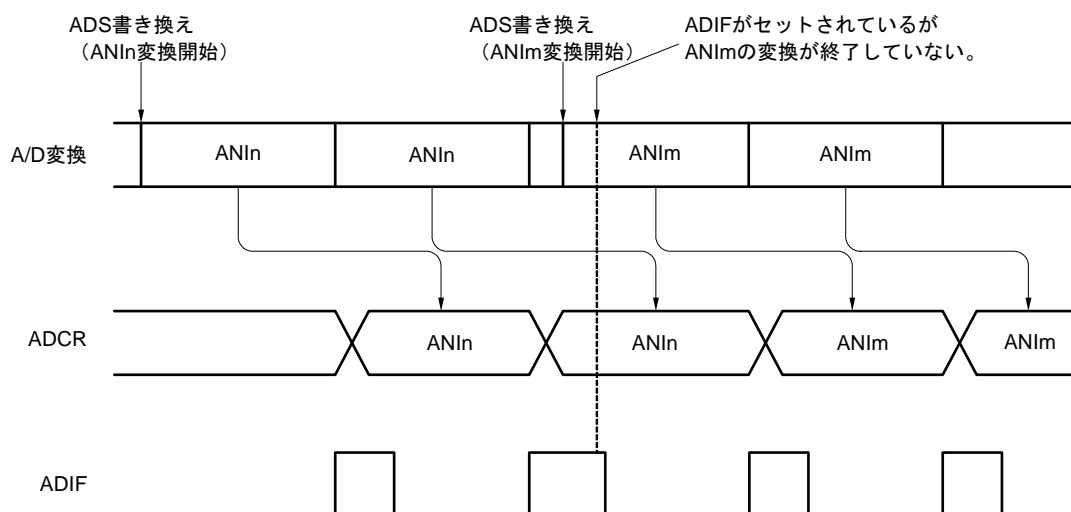 ADS書き換え
（ANIn変換開始）
ADS書き換え
（ANIm変換開始）
ADIFがセットされているが
ANImの変換が終了していない。
A/D変換
ANIn
ANIn
ANIm
ANIm
ADCR
ANIn
ANIn
ANIm
ANIm
ADIF